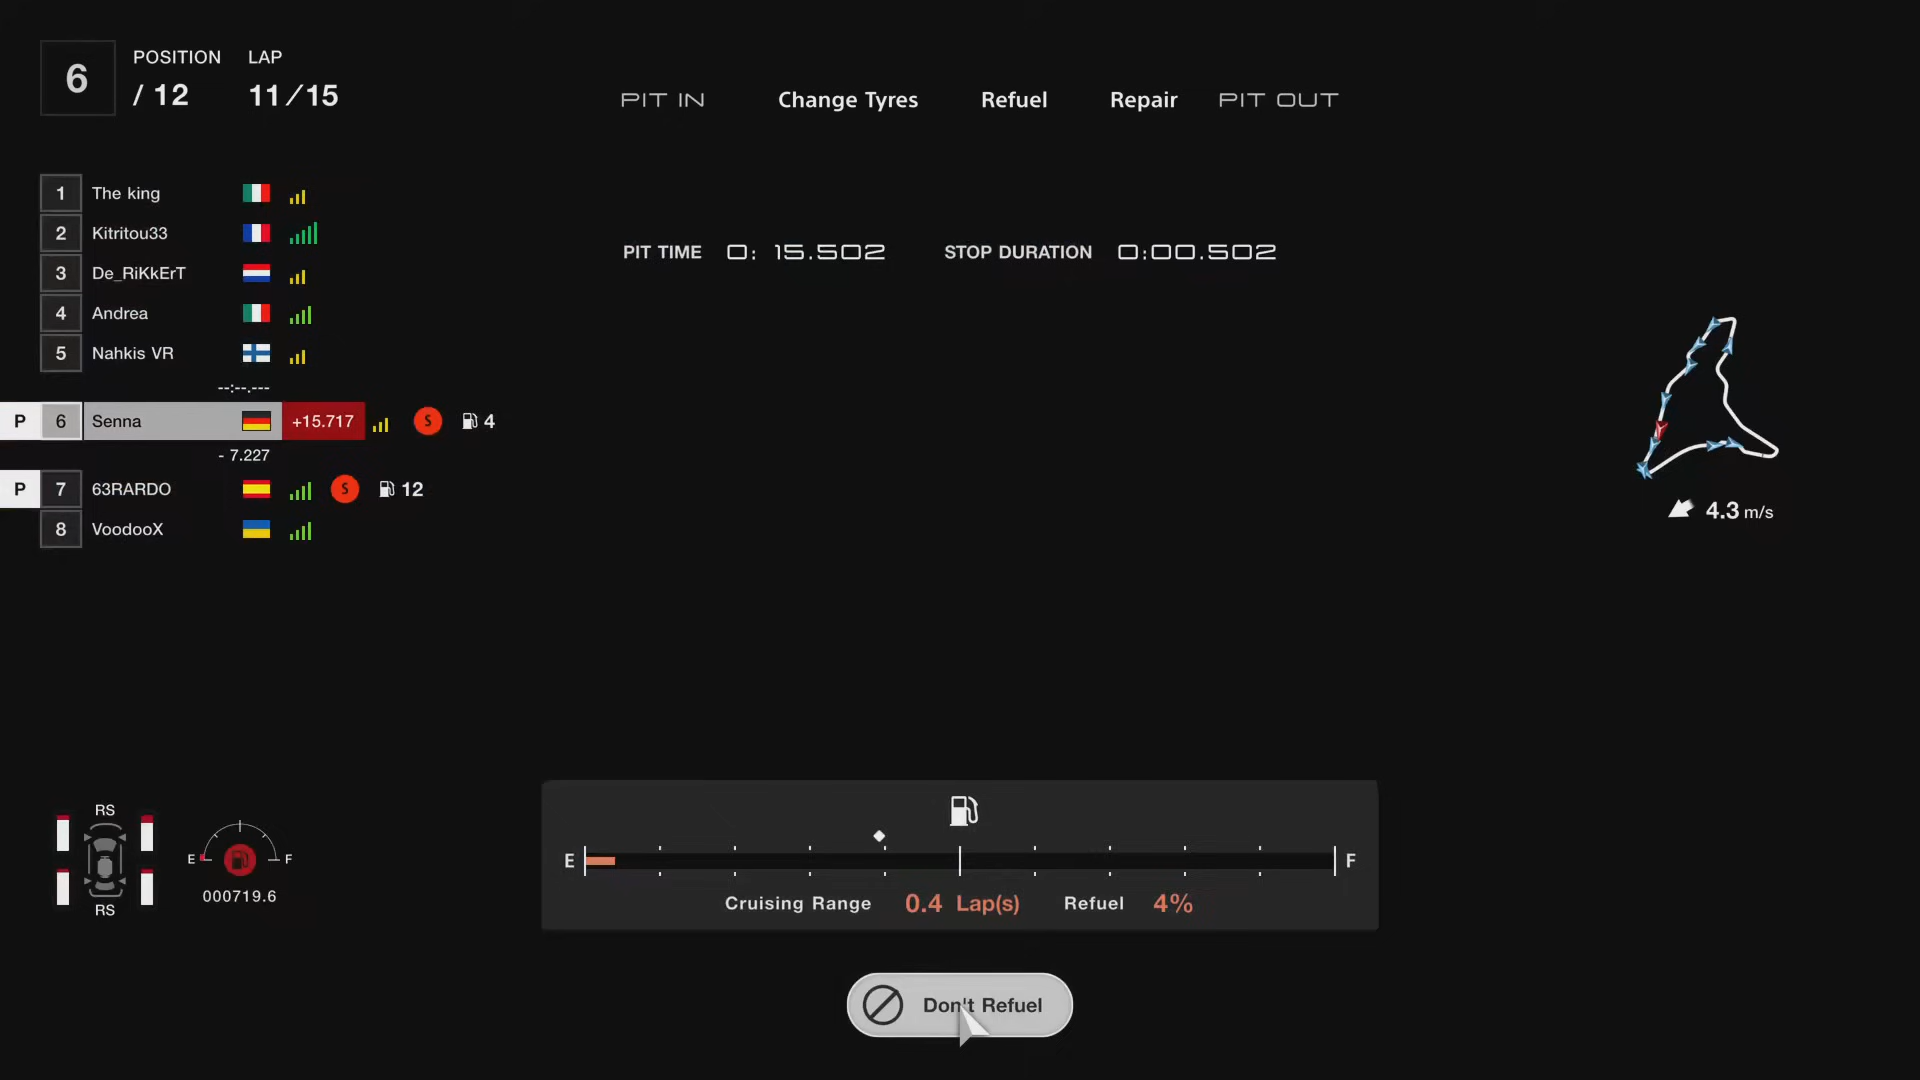 6 POSITION LAP
/ 12 11/15
PIT IN Change Tyres Refuel Repair PIT OUT
1 The king
2 Kitritou33
3 De_RiKkErT
4 Andrea
5 Nahkis VR
--:--.---
P 6 Senna +15.717 S 4
- 7.227
P 7 63RARDO S 12
8 VoodooX
PIT TIME 0: 15.502 STOP DURATION 0:00.502
4.3 m/s
RS
RS
E F
000719.6
E F
Cruising Range 0.4 Lap(s) Refuel 4%
Don't Refuel